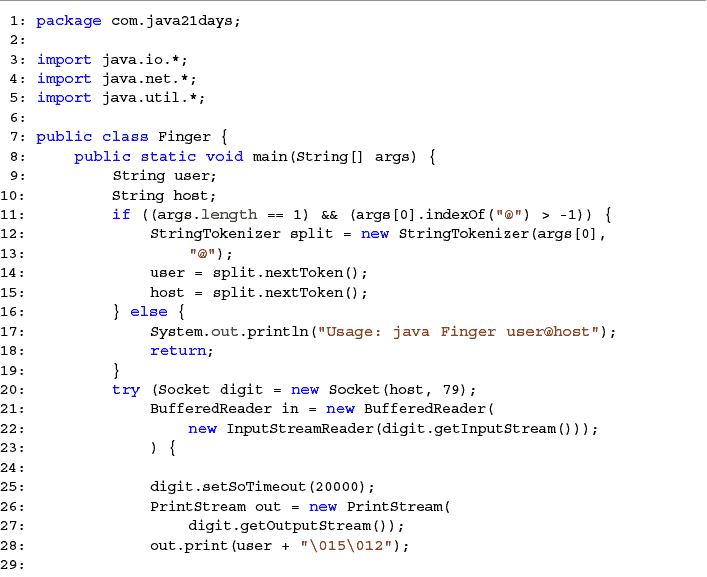 1: package com.java21days;
2:
3: import java.io.*;
4: import java.net.*;
5: import java.util.*;
6:
7: public class Finger {
8:     public static void main(String[] args) {
9:         String user;
10:         String host;
11:         if ((args.length == 1) && (args[0].indexOf("@") > -1)) {
12:             StringTokenizer split = new StringTokenizer(args[0],
13:                 "@");
14:             user = split.nextToken();
15:             host = split.nextToken();
16:         } else {
17:             System.out.println("Usage: java Finger user@host");
18:             return;
19:         }
20:         try (Socket digit = new Socket(host, 79);
21:             BufferedReader in = new BufferedReader(
22:                 new InputStreamReader(digit.getInputStream()));
23:             ) {
24:
25:             digit.setSoTimeout(20000);
26:             PrintStream out = new PrintStream(
27:                 digit.getOutputStream());
28:             out.print(user + "\015\012");
29: